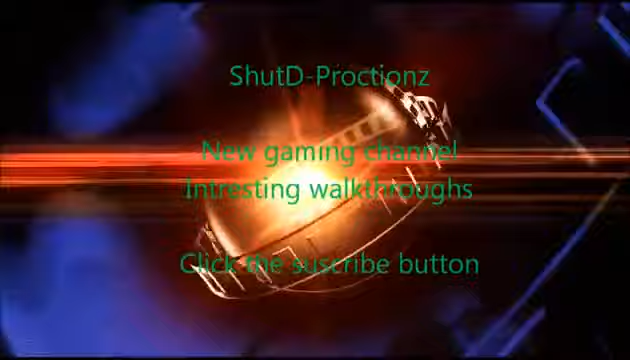 ShutD-Proctionz
New gaming channel
Intresting walkthroughs
Click the suscribe button